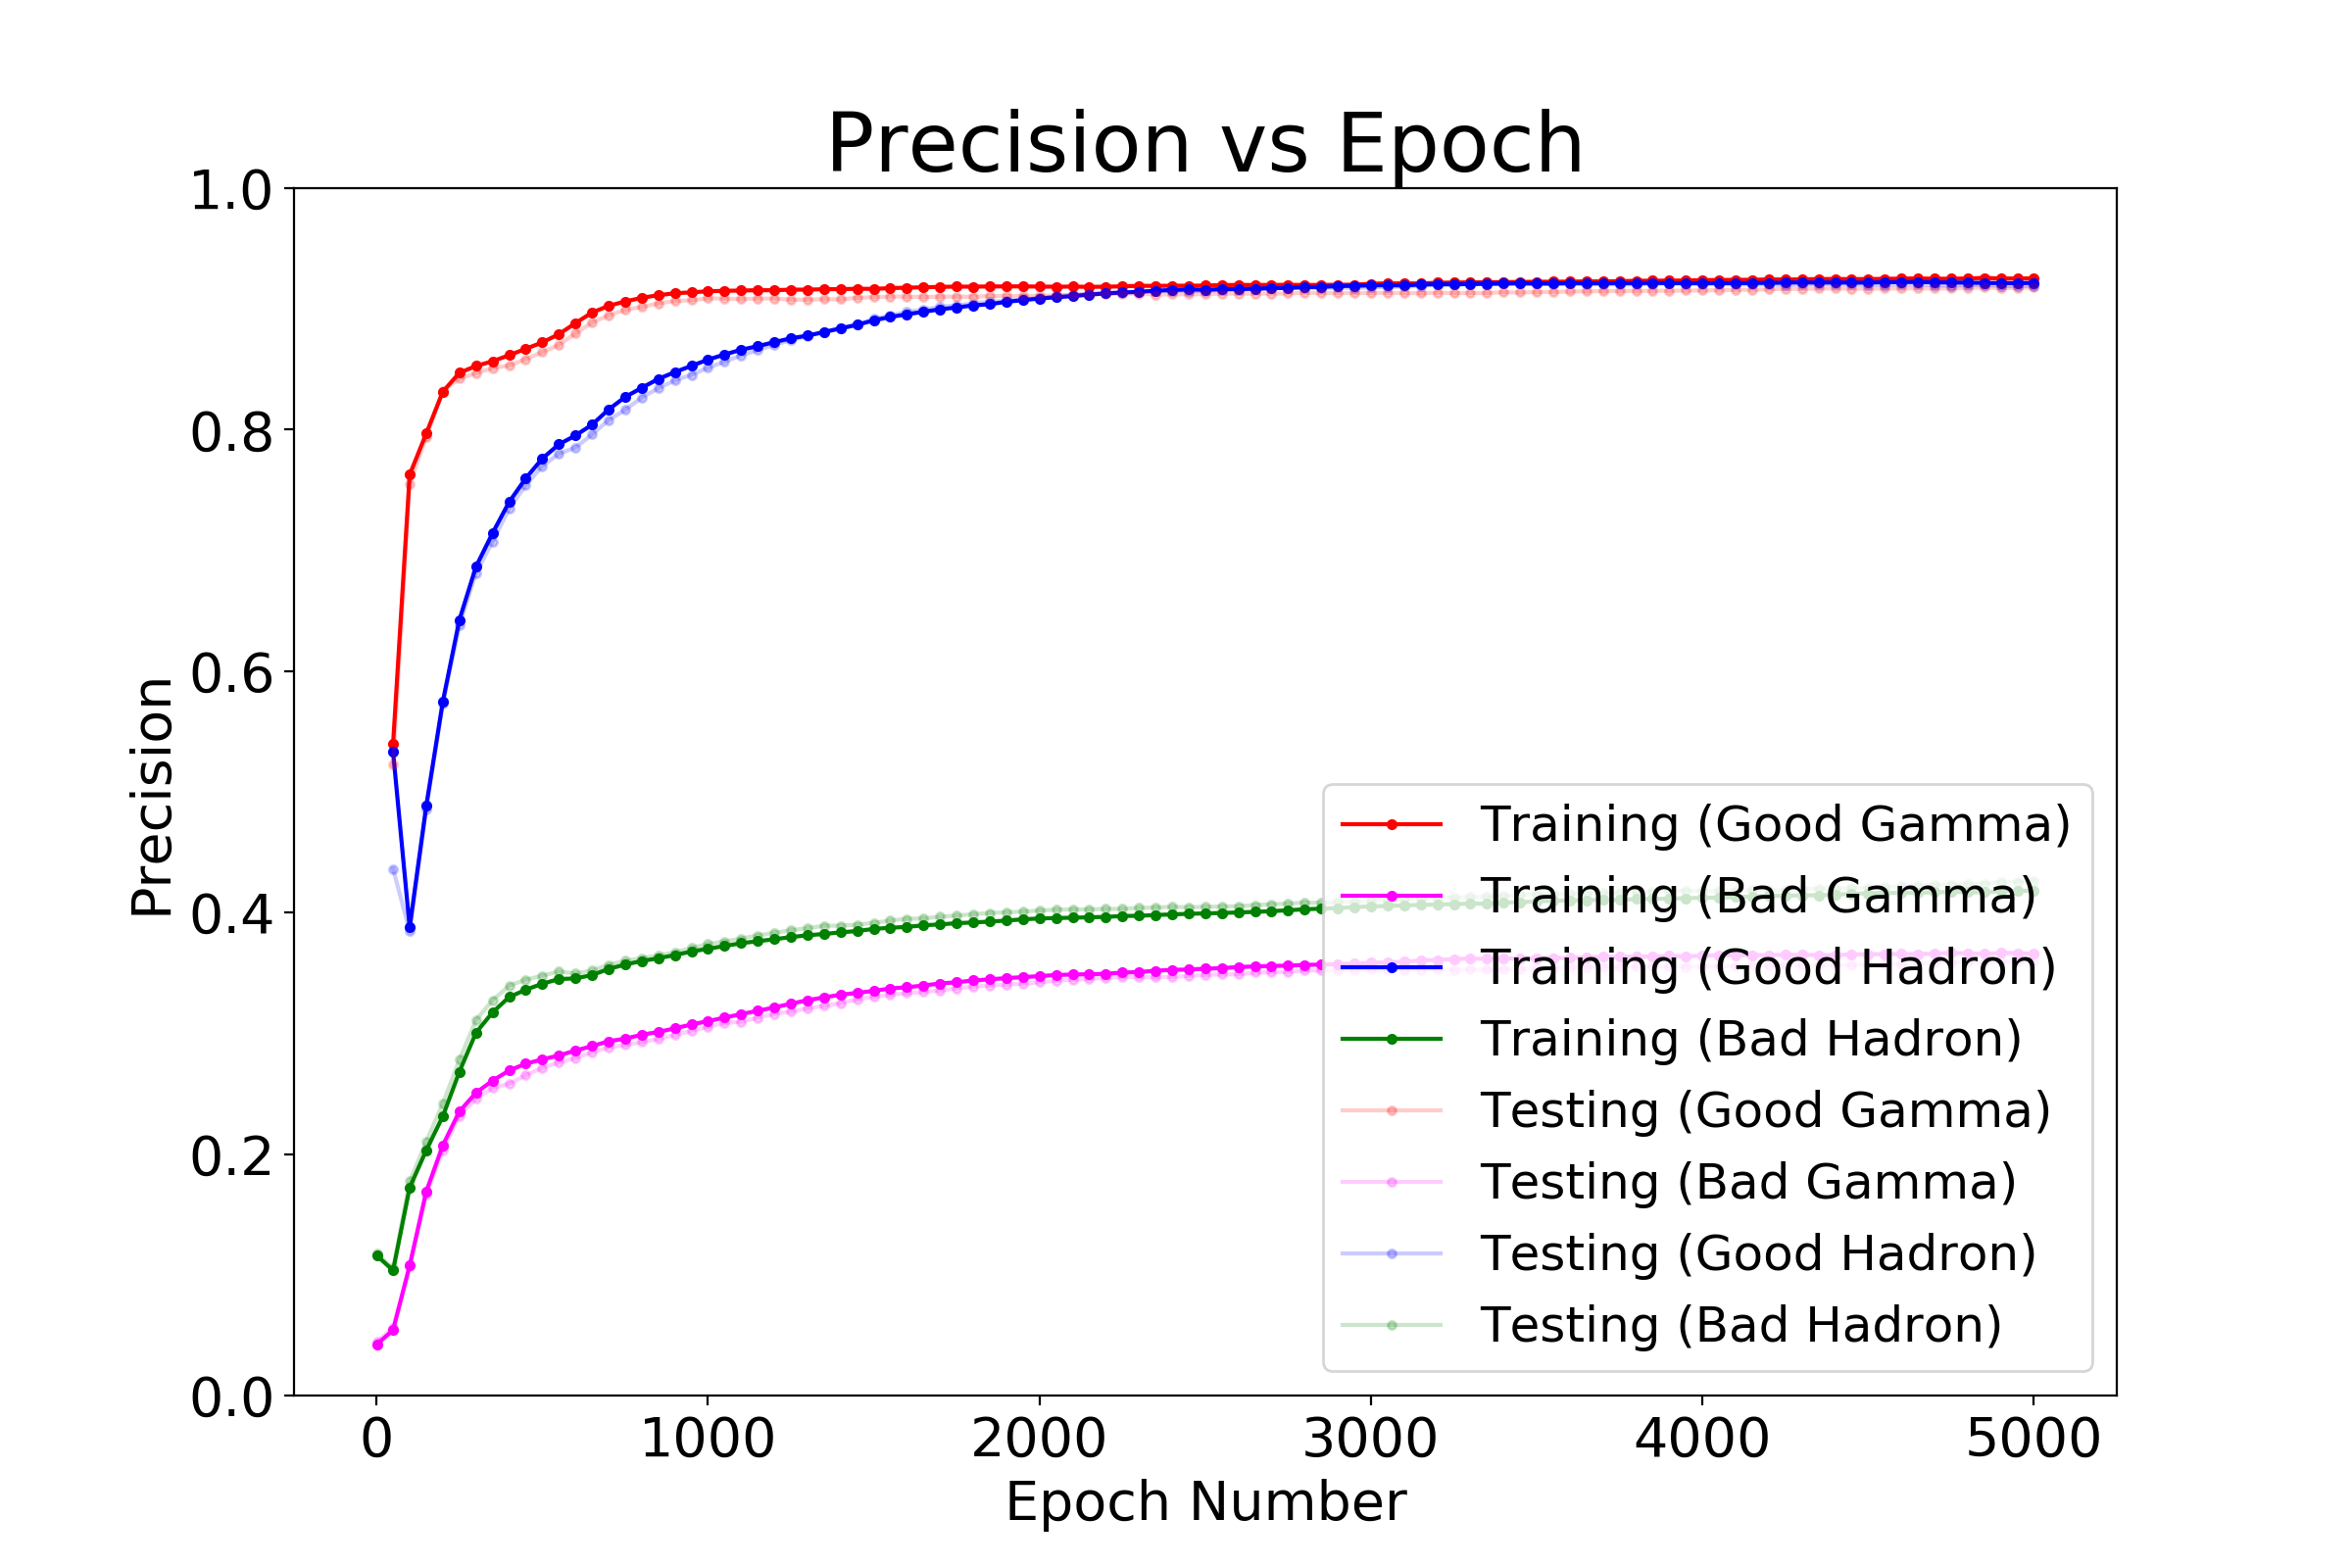 Precision vs Epoch
1.0
0.8
0.6
0.4
0.2
0.0
Precision
Training (Good Gamma)
Training (Bad Gamma)
Training (Good Hadron)
Training (Bad Hadron)
Testing (Good Gamma)
Testing (Bad Gamma)
Testing (Good Hadron)
Testing (Bad Hadron)
0 1000 2000 3000 4000 5000
Epoch Number